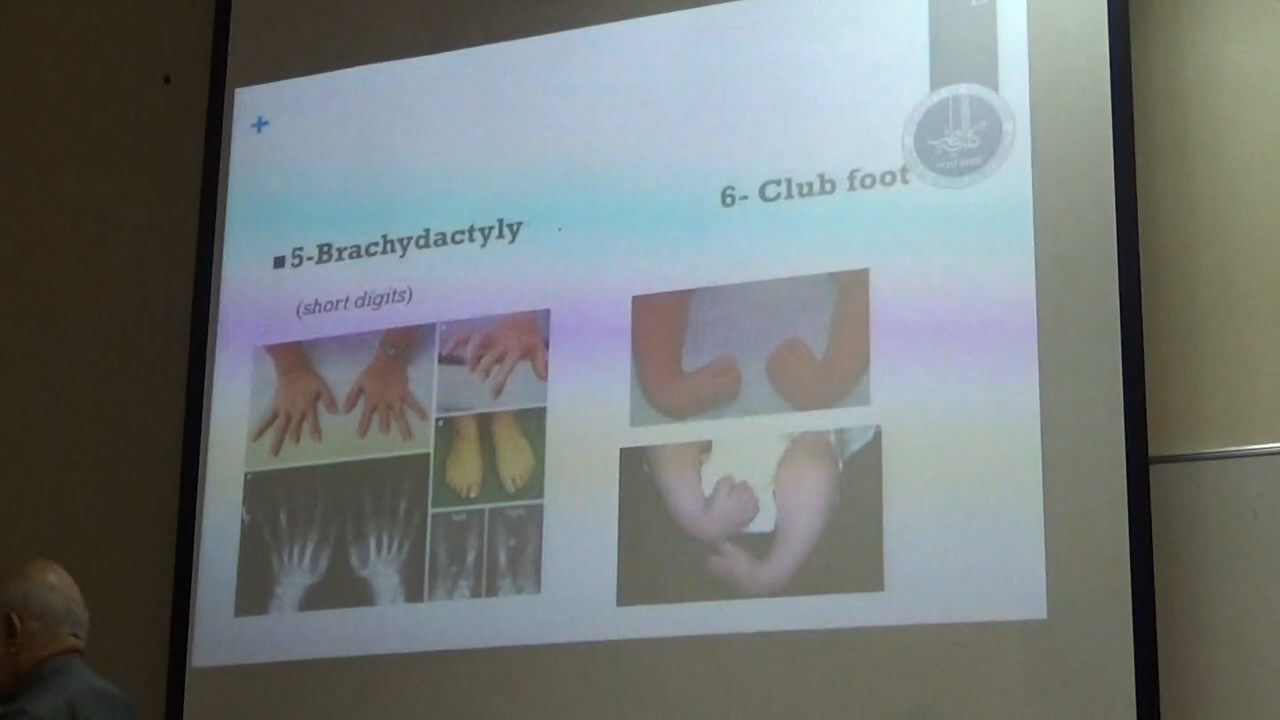 ■ 5-Brachydactyly
(short digits)
6- Club foot